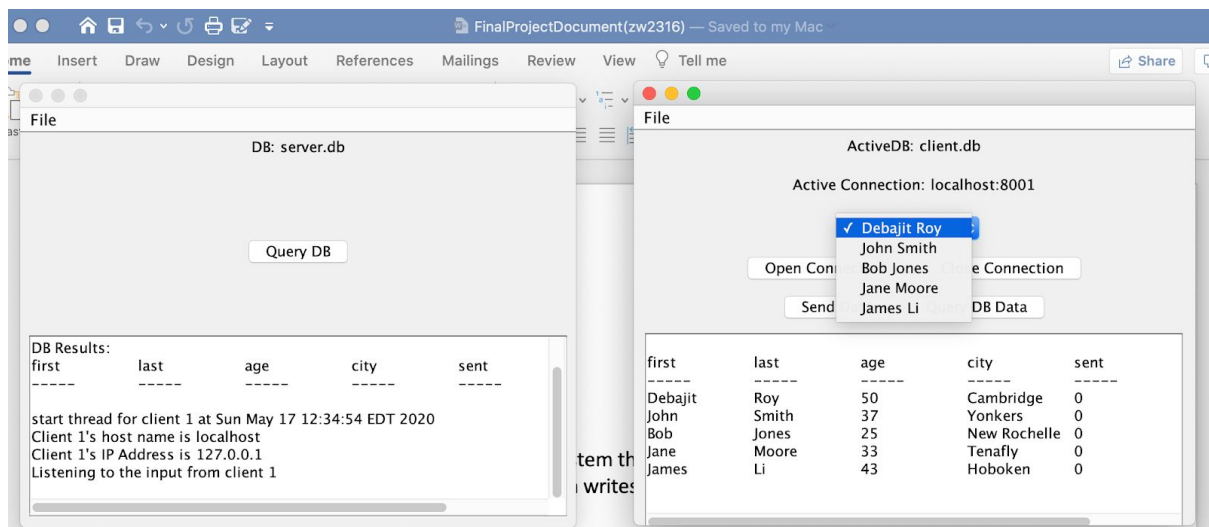 FinalProjectDocument(zw2316) — Saved to my Mac
Insert Draw Design Layout References Mailings Review View Tell me Share
File
DB: server.db
Query DB
DB Results:
first last age city sent
----- ----- ----- ----- -----
start thread for client 1 at Sun May 17 12:34:54 EDT 2020
Client 1's host name is localhost
Client 1's IP Address is 127.0.0.1
Listening to the input from client 1
File
ActiveDB: client.db
Active Connection: localhost:8001
✓ Debajit Roy
John Smith
Bob Jones
Jane Moore
James Li
Open Connection
Send DB Data
first last age city sent
----- ----- ----- ----- -----
Debajit Roy 50 Cambridge 0
John Smith 37 Yonkers 0
Bob Jones 25 New Rochelle 0
Jane Moore 33 Tenafly 0
James Li 43 Hoboken 0
writes